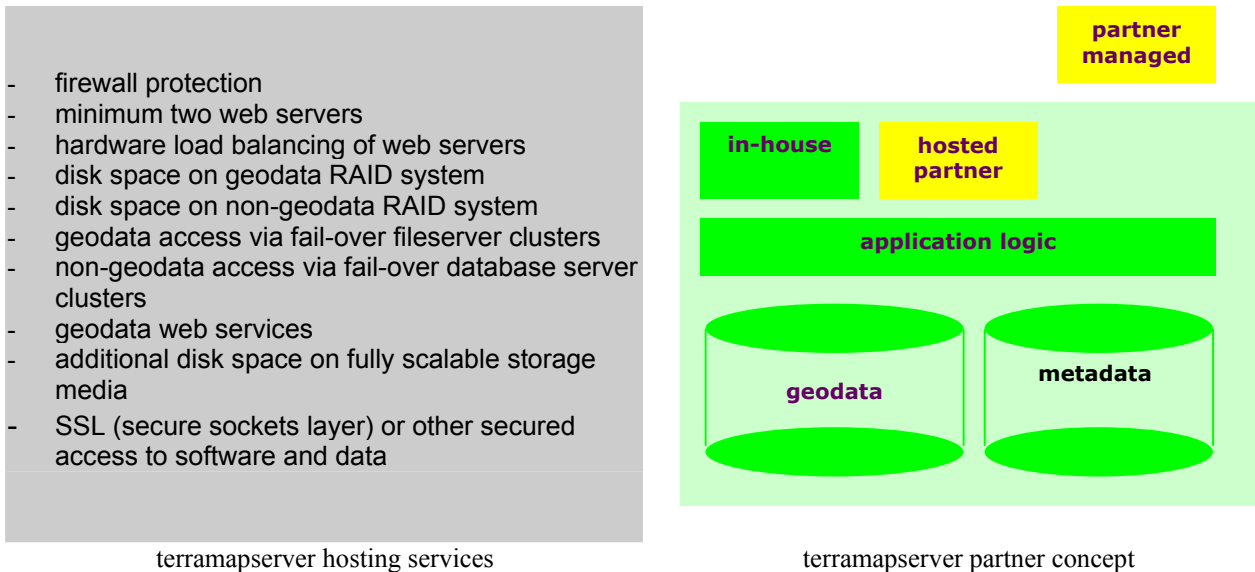 - firewall protection
- minimum two web servers
- hardware load balancing of web servers
- disk space on geodata RAID system
- disk space on non-geodata RAID system
- geodata access via fail-over fileserver clusters
- non-geodata access via fail-over database server
clusters
- geodata web services
- additional disk space on fully scalable storage
media
- SSL (secure sockets layer) or other secured
access to software and data
terramapserver hosting services
partner
managed
in-house
hosted
partner
application logic
geodata
metadata
terramapserver partner concept